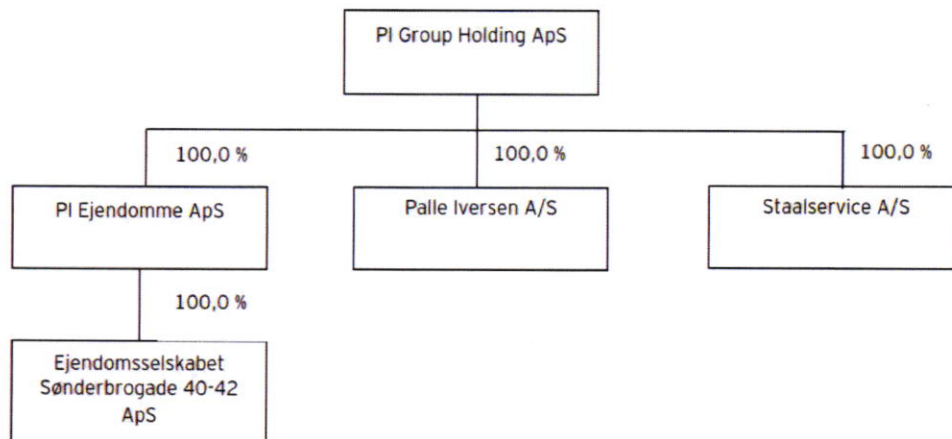 PI Group Holding ApS
100,0 %
100,0 %
100,0 %
PI Ejendomme ApS
Palle Iversen A/S
Staalservice A/S
100,0 %
Ejendomsselskabet
Sønderbrogade 40-42
ApS